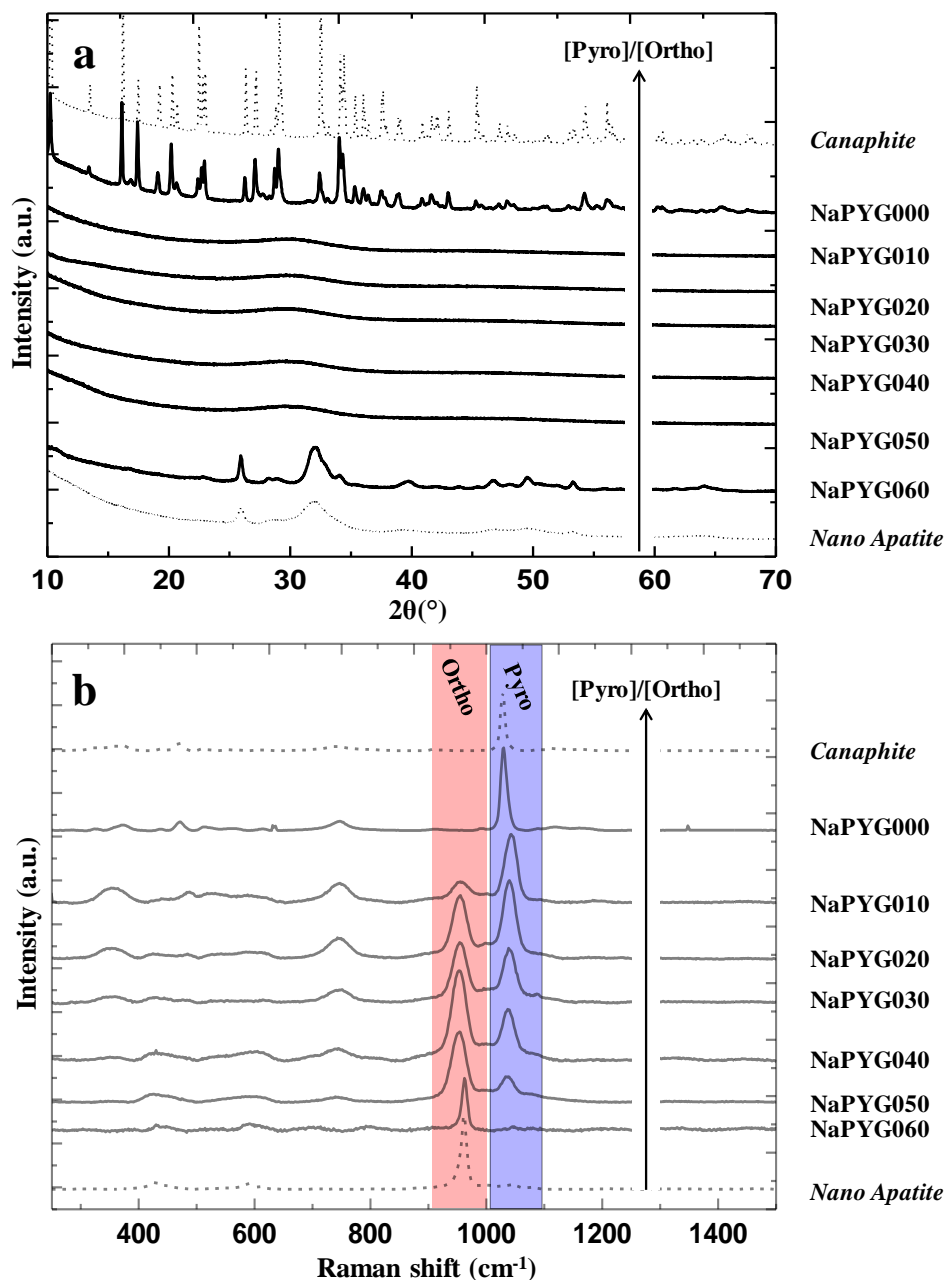 a
[Pyro]/[Ortho]
Canaphite
NaPYG000
NaPYG010
NaPYG020
NaPYG030
NaPYG040
NaPYG050
NaPYG060
Nano Apatite
Intensity (a.u.)
10 20 30 40 50 60 70
2θ(°)
b
Ortho
Pyro
[Pyro]/[Ortho]
Canaphite
NaPYG000
NaPYG010
NaPYG020
NaPYG030
NaPYG040
NaPYG050
NaPYG060
Nano Apatite
Intensity (a.u.)
400 600 800 1000 1200 1400
Raman shift (cm-1)